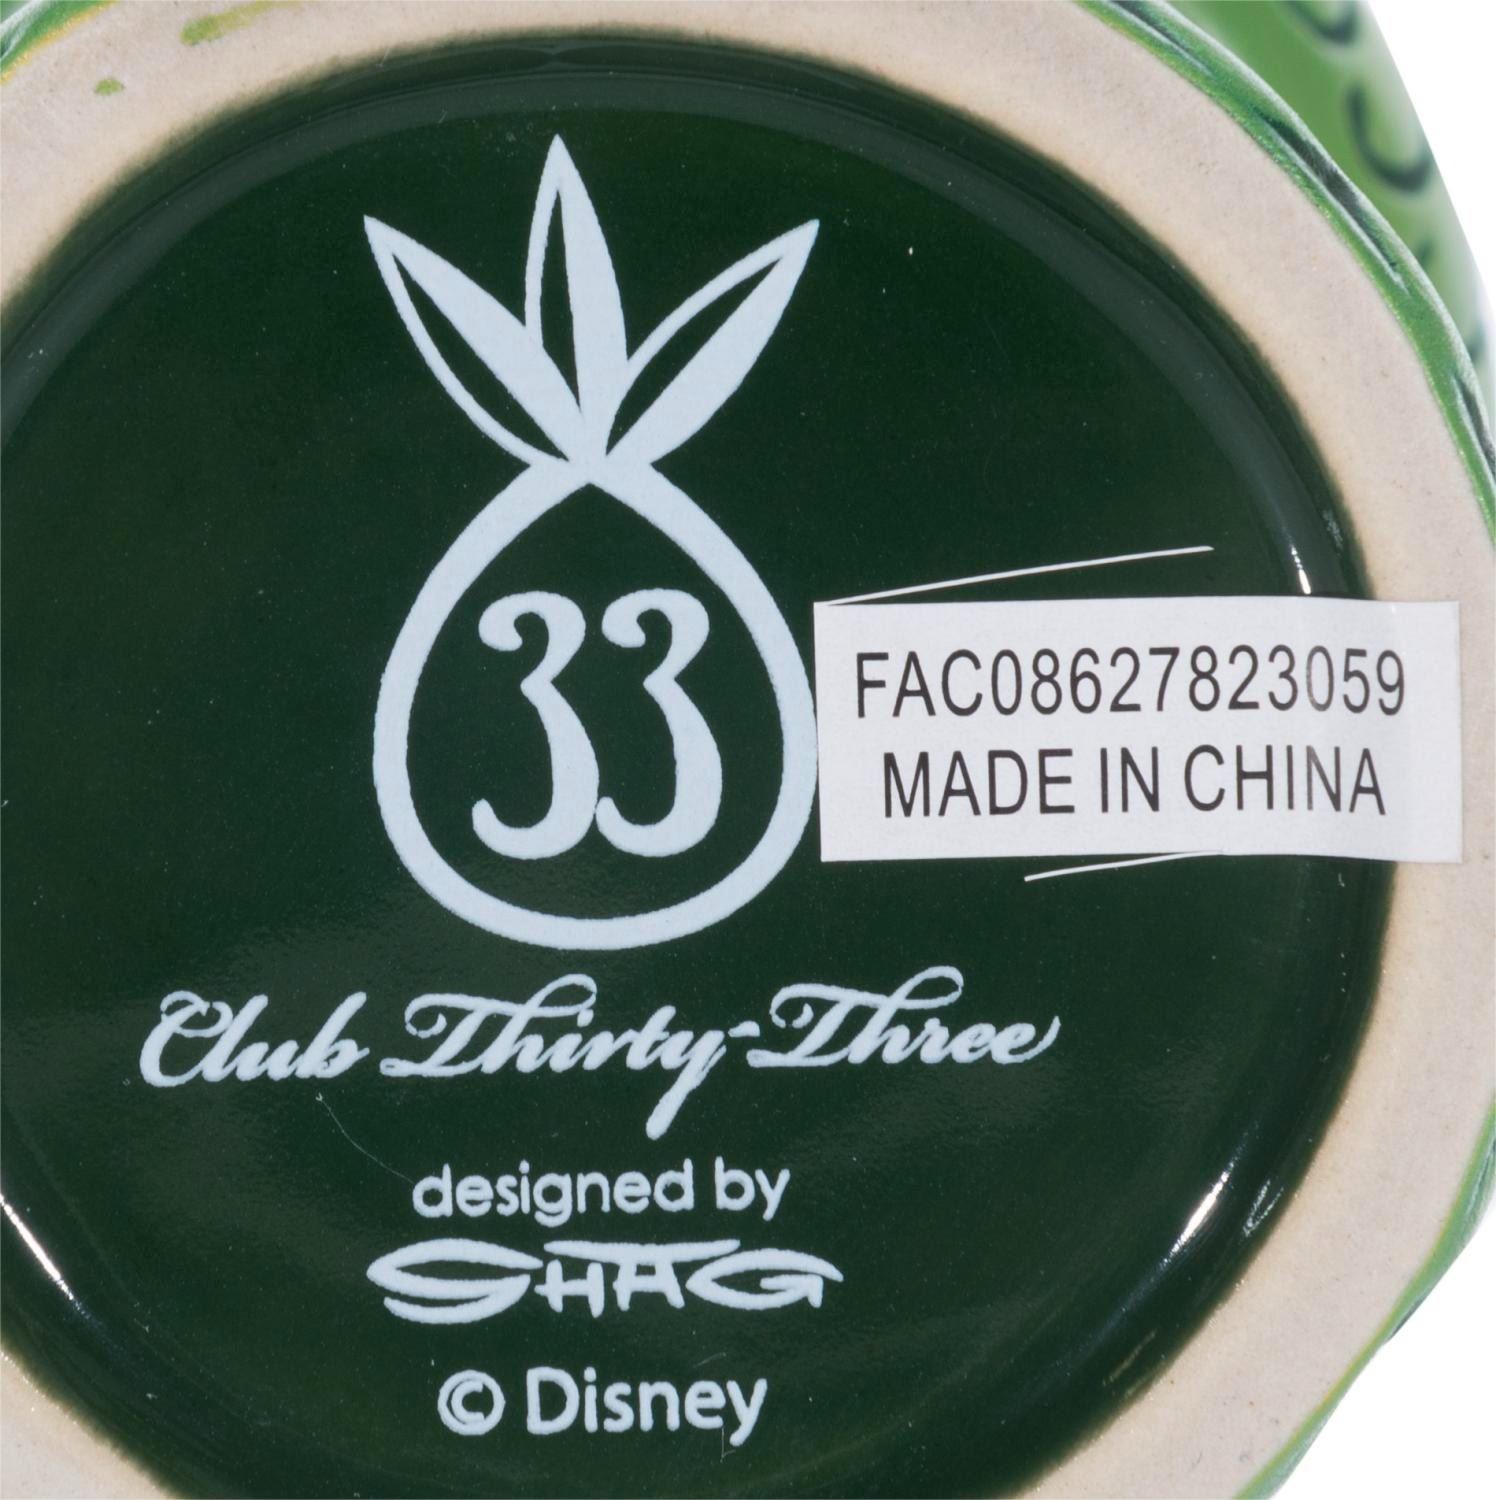 33
FAC08627823059
MADE IN CHINA
Club Thirty-Three
designed by
SHAG
© Disney